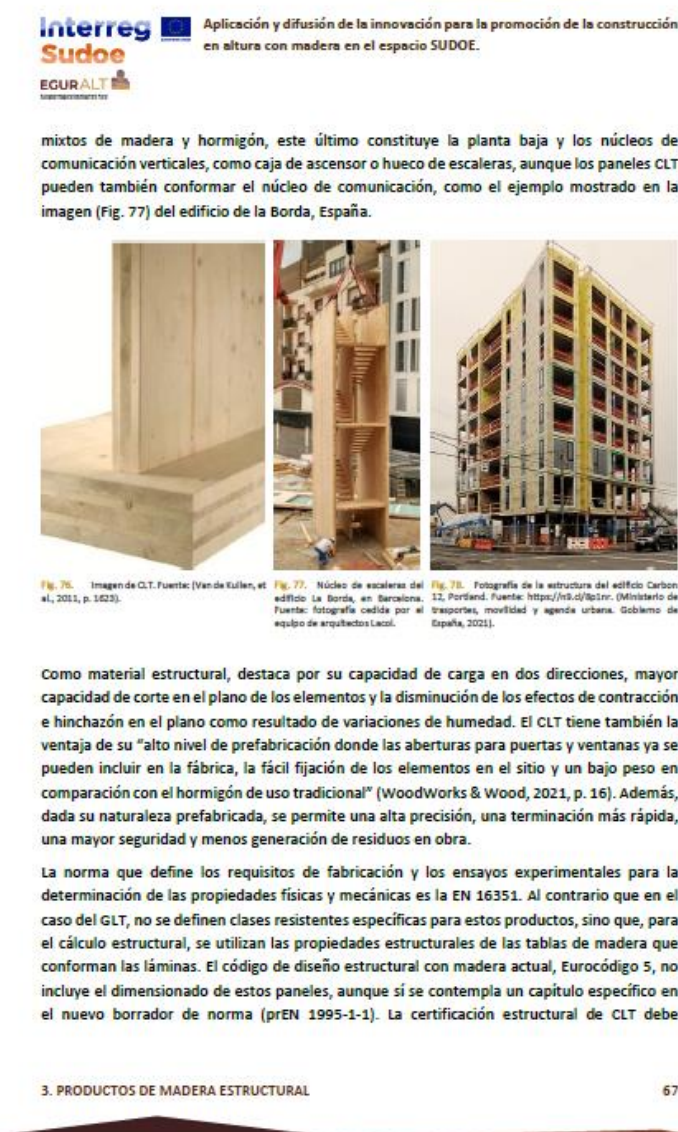 Interreg
Sudoe
EGURALT
Aplicación y difusión de la innovación para la promoción de la construcción
en altura con madera en el espacio SUDOE.
mixtos de madera y hormigón, este último constituye la planta baja y los núcleos de
comunicación verticales, como caja de ascensor o hueco de escaleras, aunque los paneles CLT
pueden también conformar el núcleo de comunicación, como el ejemplo mostrado en la
imagen (Fig. 77) del edificio de la Borda, España.
Fig. 76. Imagen de CLT. Fuente: (Van de Kuilen, et
al., 2011, p. 1623).
Fig. 77. Núcleo de escaleras del
edificio La Borda, en Barcelona.
Fuente: fotografía cedida por el
equipo de arquitectos Lacol.
Fig. 78. Fotografía de la estructura del edificio Carbon
12, Portland. Fuente: https://n9.cl/8p1nr. (Ministerio de
trasportes, movilidad y agenda urbana. Gobierno de
España, 2021).
Como material estructural, destaca por su capacidad de carga en dos direcciones, mayor
capacidad de corte en el plano de los elementos y la disminución de los efectos de contracción
e hinchazón en el plano como resultado de variaciones de humedad. El CLT tiene también la
ventaja de su “alto nivel de prefabricación donde las aberturas para puertas y ventanas ya se
pueden incluir en la fábrica, la fácil fijación de los elementos en el sitio y un bajo peso en
comparación con el hormigón de uso tradicional” (WoodWorks & Wood, 2021, p. 16). Además,
dada su naturaleza prefabricada, se permite una alta precisión, una terminación más rápida,
una mayor seguridad y menos generación de residuos en obra.
La norma que define los requisitos de fabricación y los ensayos experimentales para la
determinación de las propiedades físicas y mecánicas es la EN 16351. Al contrario que en el
caso del GLT, no se definen clases resistentes específicas para estos productos, sino que, para
el cálculo estructural, se utilizan las propiedades estructurales de las tablas de madera que
conforman las láminas. El código de diseño estructural con madera actual, Eurocódigo 5, no
incluye el dimensionado de estos paneles, aunque sí se contempla un capítulo específico en
el nuevo borrador de norma (prEN 1995-1-1). La certificación estructural de CLT debe
3. PRODUCTOS DE MADERA ESTRUCTURAL
67